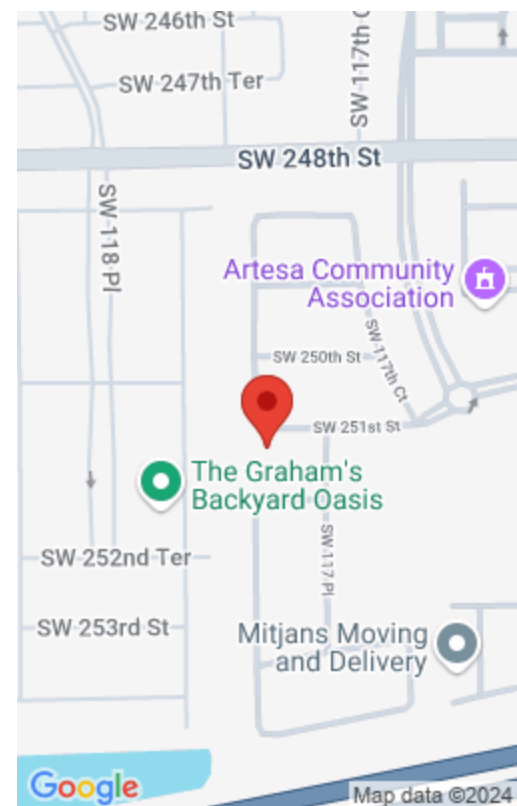 SW 246th St
SW 247th Ter
SW 117th C
SW 248th St
SW 118 Pl
Artesa Community
Association
SW 250th St
SW 117th Ct
SW 251st St
The Graham's
Backyard Oasis
SW 252nd Ter
SW 117 Pl
SW 253rd St
Mitjans Moving
and Delivery
Google
Map data ©2024